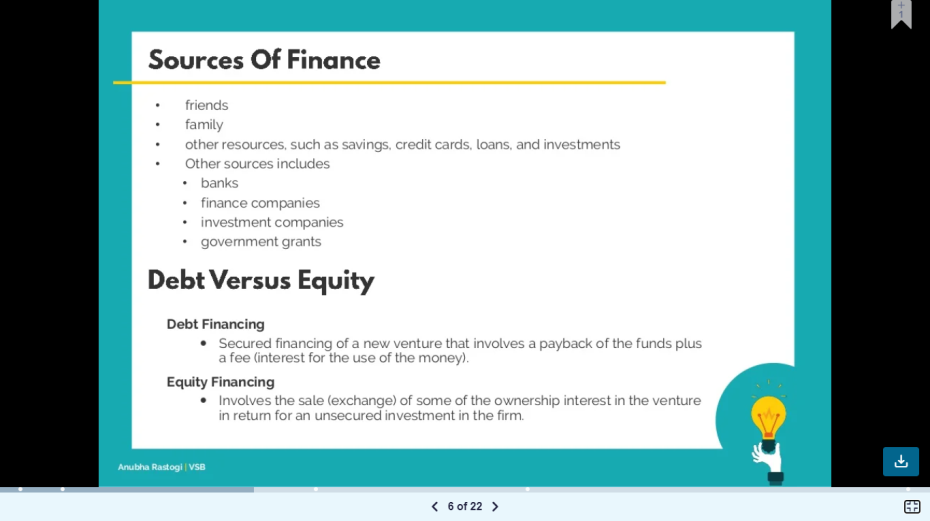 +
1
Sources Of Finance
• friends
• family
• other resources, such as savings, credit cards, loans, and investments
• Other sources includes
• banks
• finance companies
• investment companies
• government grants
Debt Versus Equity
Debt Financing
• Secured financing of a new venture that involves a payback of the funds plus
a fee (interest for the use of the money).
Equity Financing
• Involves the sale (exchange) of some of the ownership interest in the venture
in return for an unsecured investment in the firm.
Anubha Rastogi | VSB
6 of 22